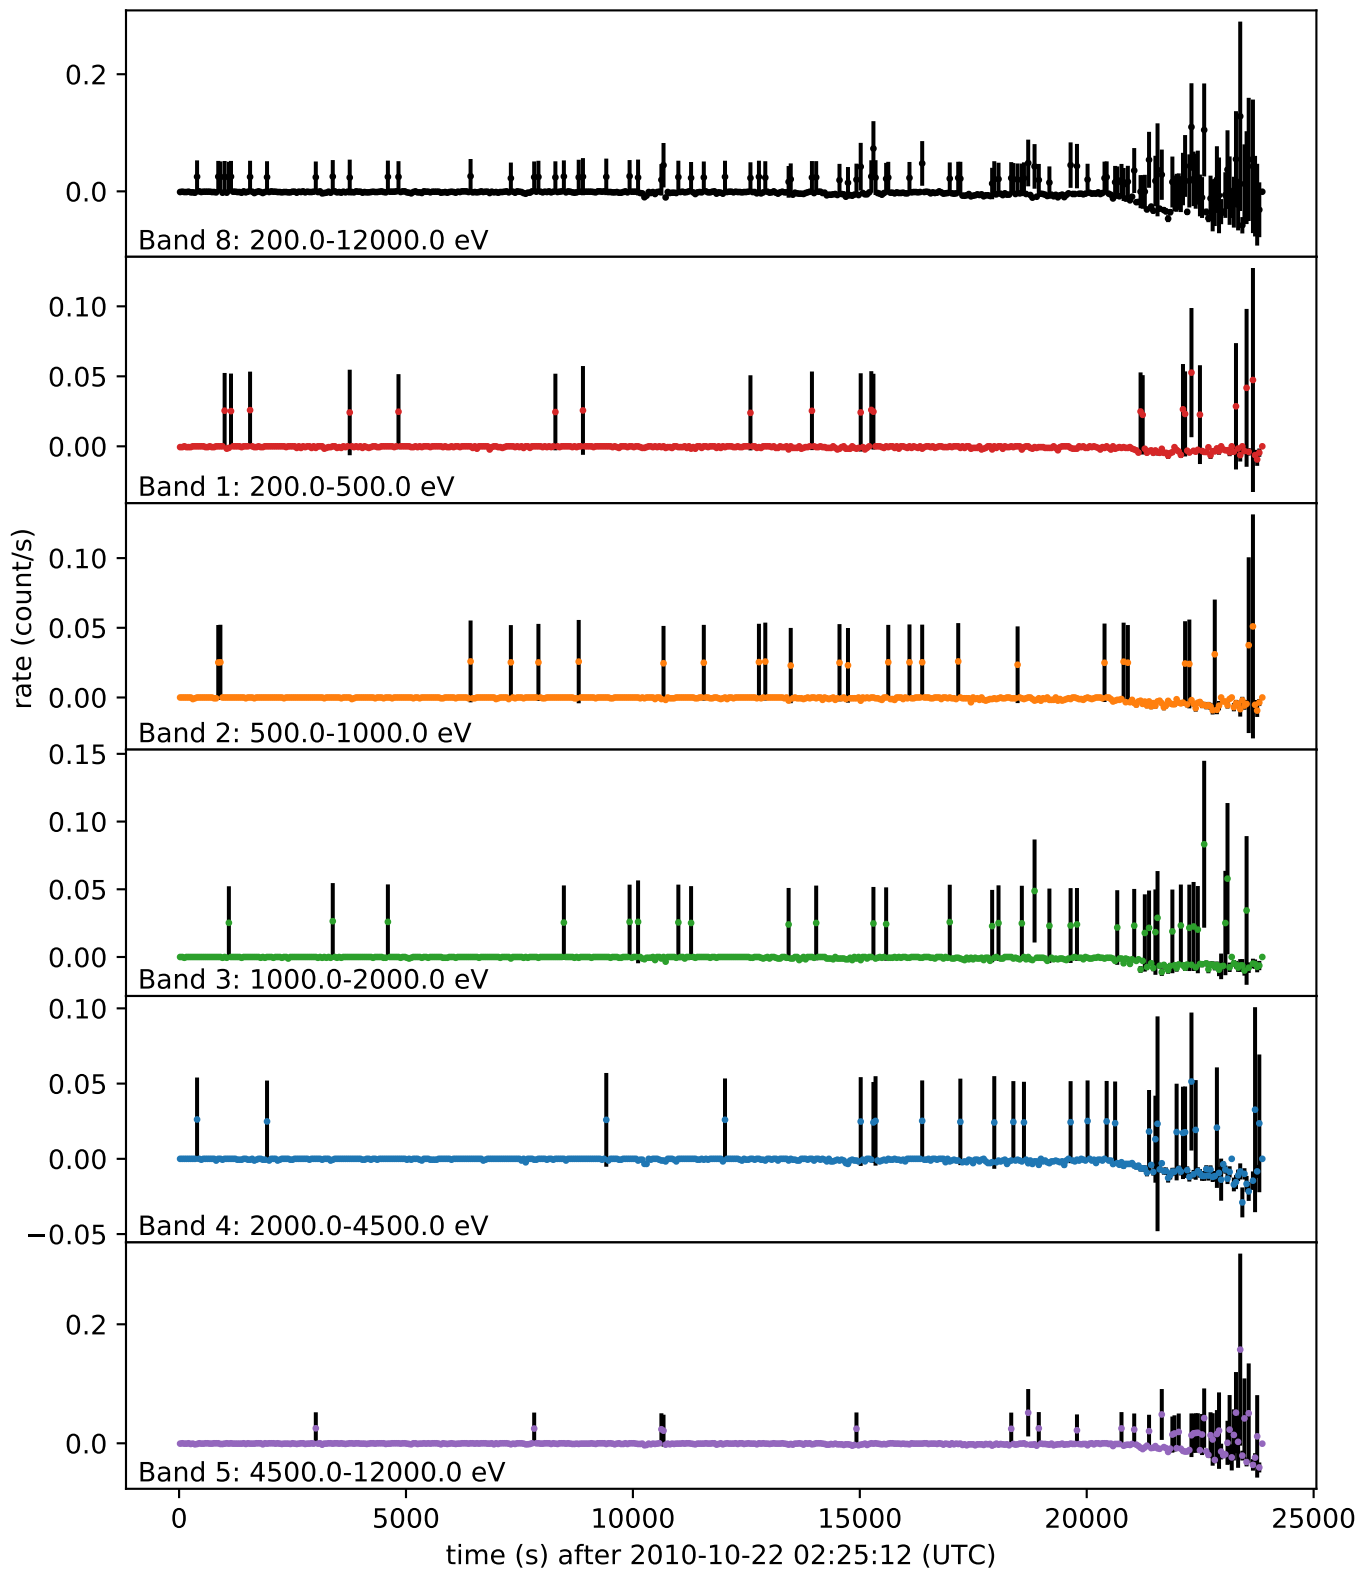 0.2
0.0
Band 8: 200.0-12000.0 eV
0.10
0.05
0.00
Band 1: 200.0-500.0 eV
0.10
0.05
0.00
Band 2: 500.0-1000.0 eV
rate (count/s)
0.15
0.10
0.05
0.00
Band 3: 1000.0-2000.0 eV
0.10
0.05
0.00
−0.05
Band 4: 2000.0-4500.0 eV
0.2
0.0
Band 5: 4500.0-12000.0 eV
0 5000 10000 15000 20000 25000
time (s) after 2010-10-22 02:25:12 (UTC)